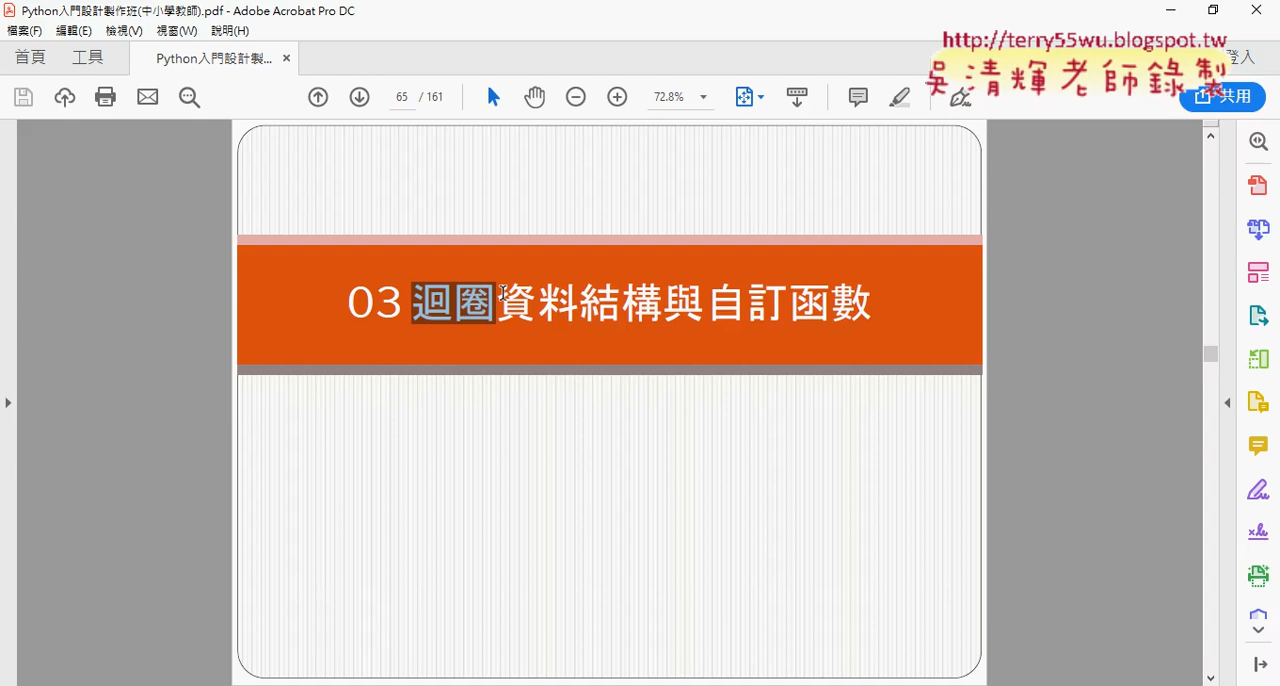 Python入門設計製作班(中小學教師).pdf - Adobe Acrobat Pro DC
檔案(F) 編輯(E) 檢視(V) 視窗(W) 說明(H)
http://terry55wu.blogspot.tw
吳清輝老師錄製
首頁 工具 Python入門設計製... × 登入
65 / 161 72.8% 共用
03 迴圈資料結構與自訂函數